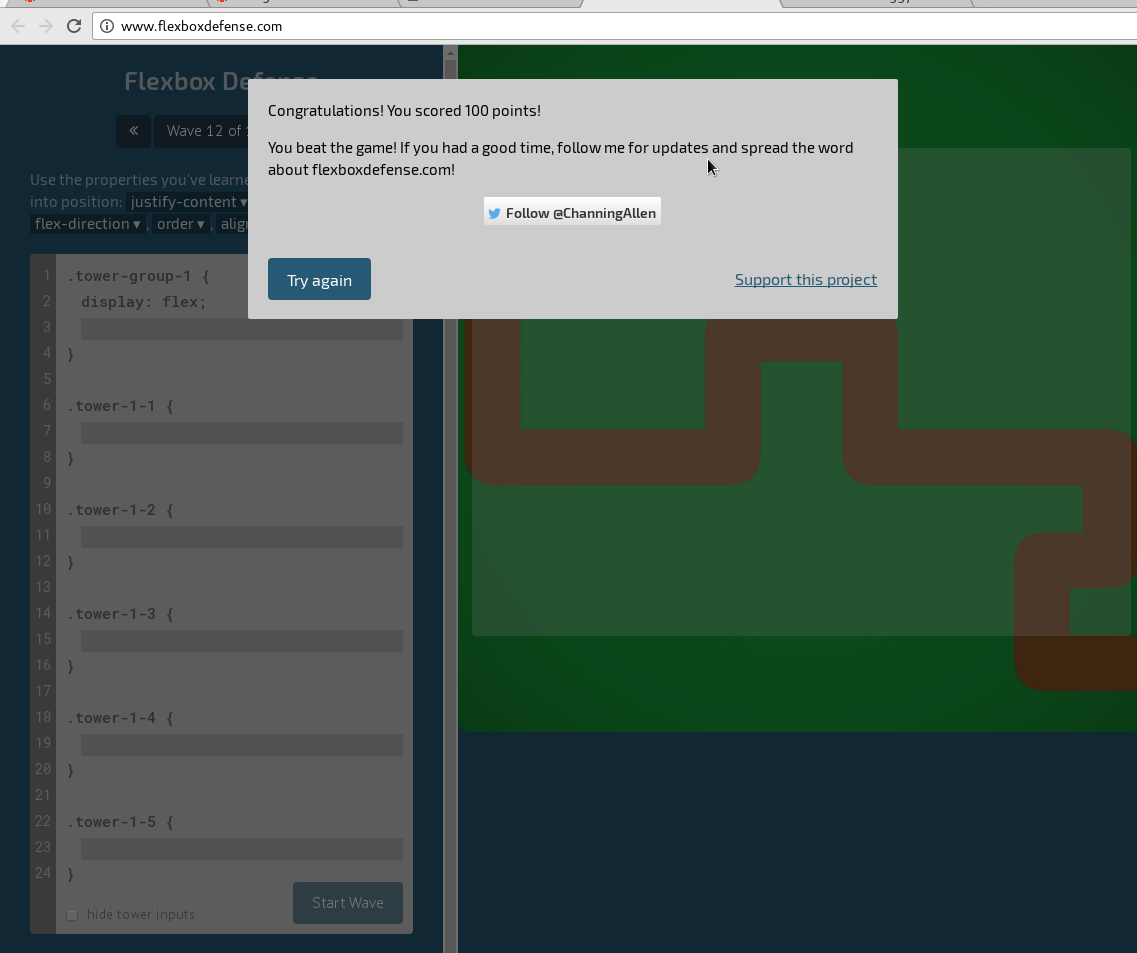 www.flexboxdefense.com
Flexbox Defense
Wave 12 of
Use the properties you've learne
into position: justify-content ▾
flex-direction ▾ , order ▾ , align
Congratulations! You scored 100 points!
You beat the game! If you had a good time, follow me for updates and spread the word
about flexboxdefense.com!
Follow @ChanningAllen
Try again
Support this project
1 .tower-group-1 {
2 display: flex;
3
4 }
5
6 .tower-1-1 {
7
8 }
9
10 .tower-1-2 {
11
12 }
13
14 .tower-1-3 {
15
16 }
17
18 .tower-1-4 {
19
20 }
21
22 .tower-1-5 {
23
24 }
hide tower inputs
Start Wave